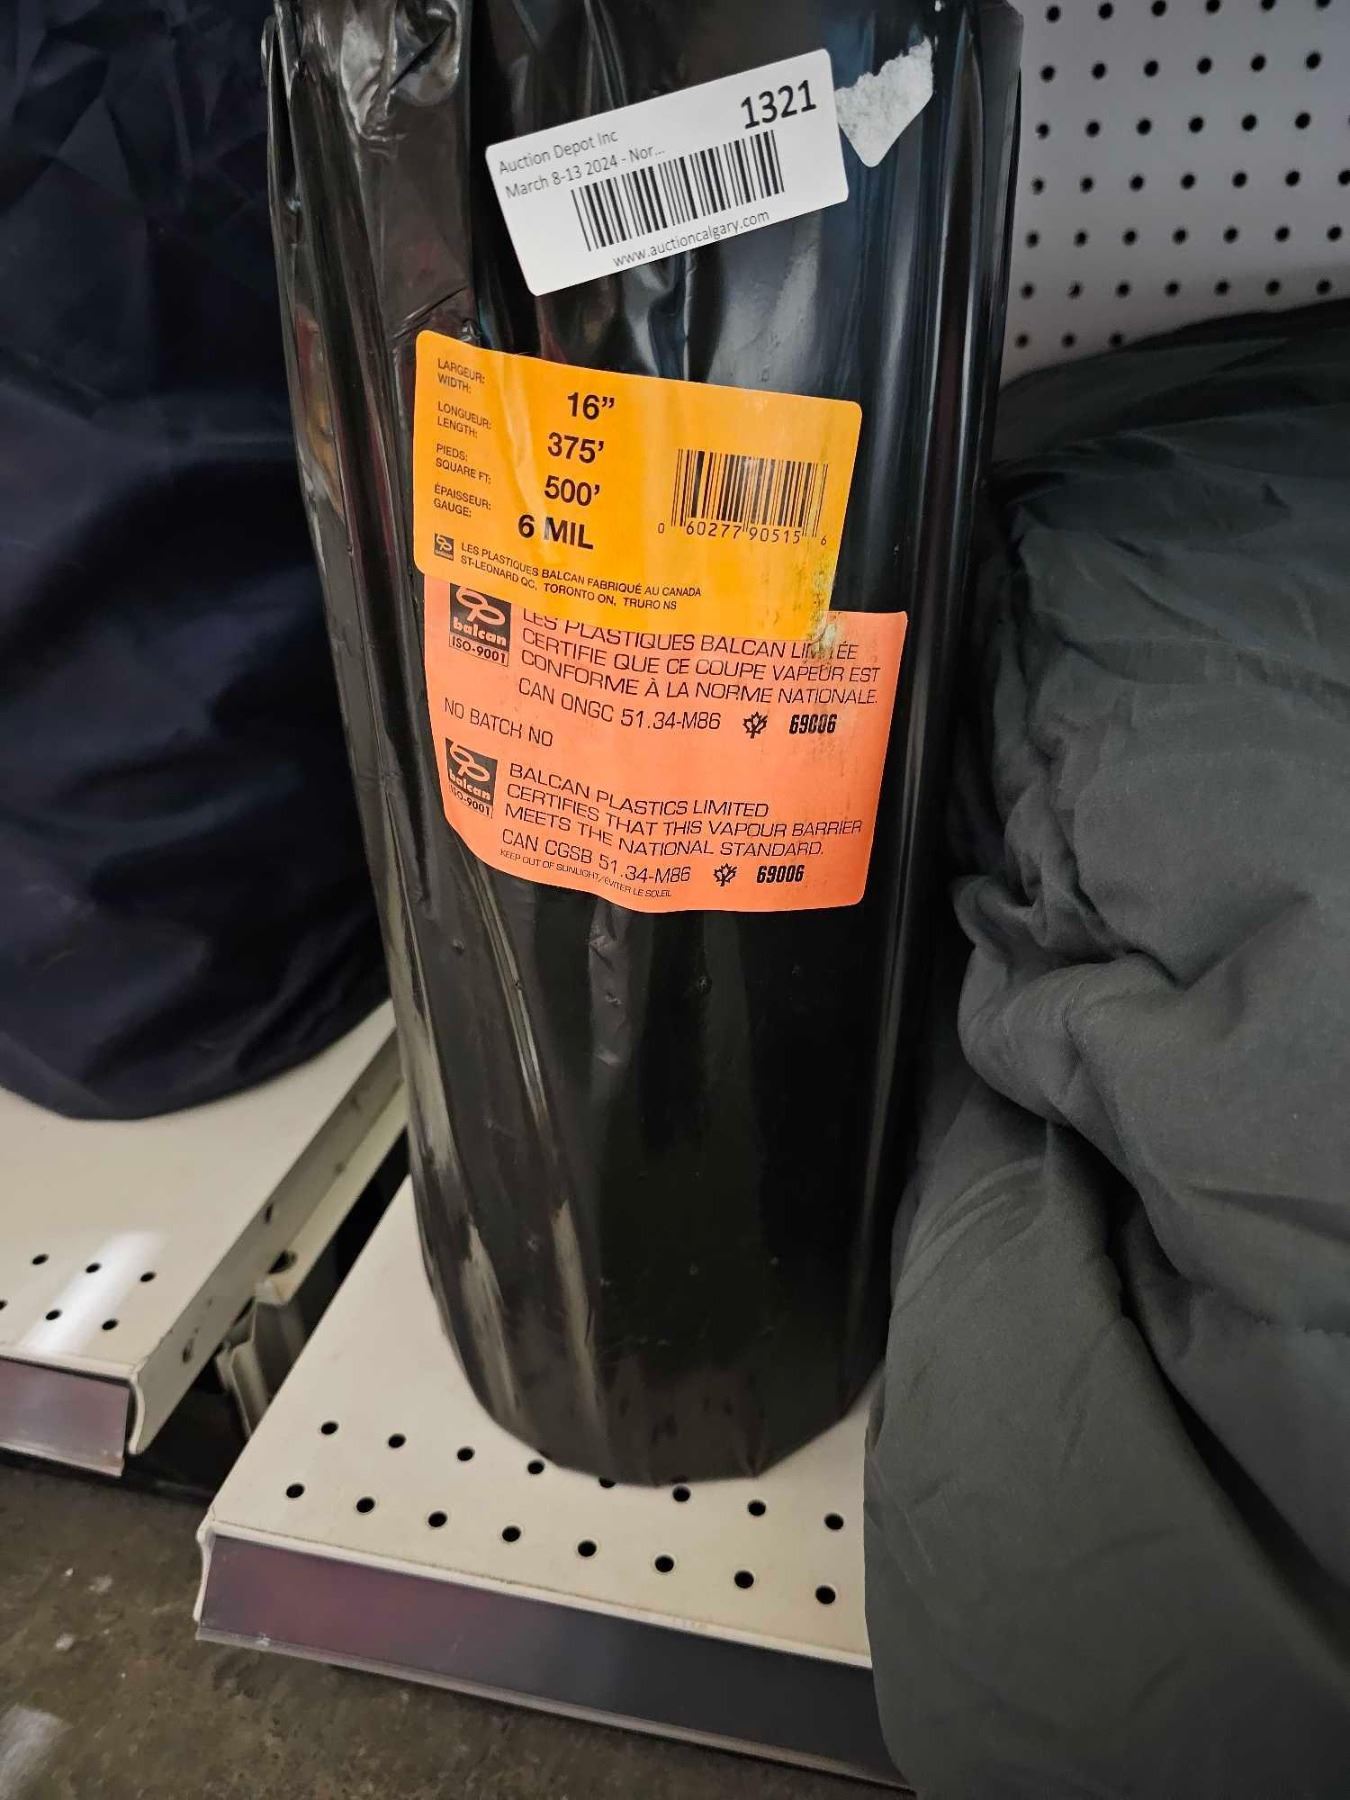 1321
Auction Depot Inc
March 8-13 2024 - Nor...
www.auctioncalgary.com
LARGEUR:
WIDTH: 16"
LONGUEUR:
LENGTH: 375'
PIEDS:
SQUARE FT: 500'
ÉPAISSEUR:
GAUGE: 6 MIL
0 60277 90515 6
LES PLASTIQUES BALCAN FABRIQUÉ AU CANADA
ST-LEONARD QC, TORONTO ON, TRURO NS
balcan
ISO-9001
LES PLASTIQUES BALCAN LIMITÉE
CERTIFIE QUE CE COUPE VAPEUR EST
CONFORME À LA NORME NATIONALE.
CAN ONGC 51.34-M86 69006
NO BATCH NO
balcan
ISO-9001
BALCAN PLASTICS LIMITED
CERTIFIES THAT THIS VAPOUR BARRIER
MEETS THE NATIONAL STANDARD.
CAN CGSB 51.34-M86 69006
KEEP OUT OF SUNLIGHT/ÉVITER LE SOLEIL